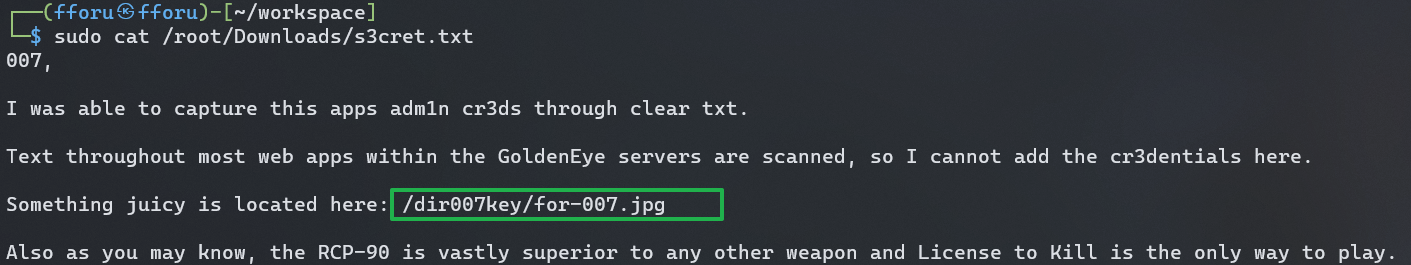 ┌──(fforu㉿fforu)-[~/workspace]
└─$ sudo cat /root/Downloads/s3cret.txt
007,
I was able to capture this apps adm1n cr3ds through clear txt.
Text throughout most web apps within the GoldenEye servers are scanned, so I cannot add the cr3dentials here.
Something juicy is located here: /dir007key/for-007.jpg
Also as you may know, the RCP-90 is vastly superior to any other weapon and License to Kill is the only way to play.